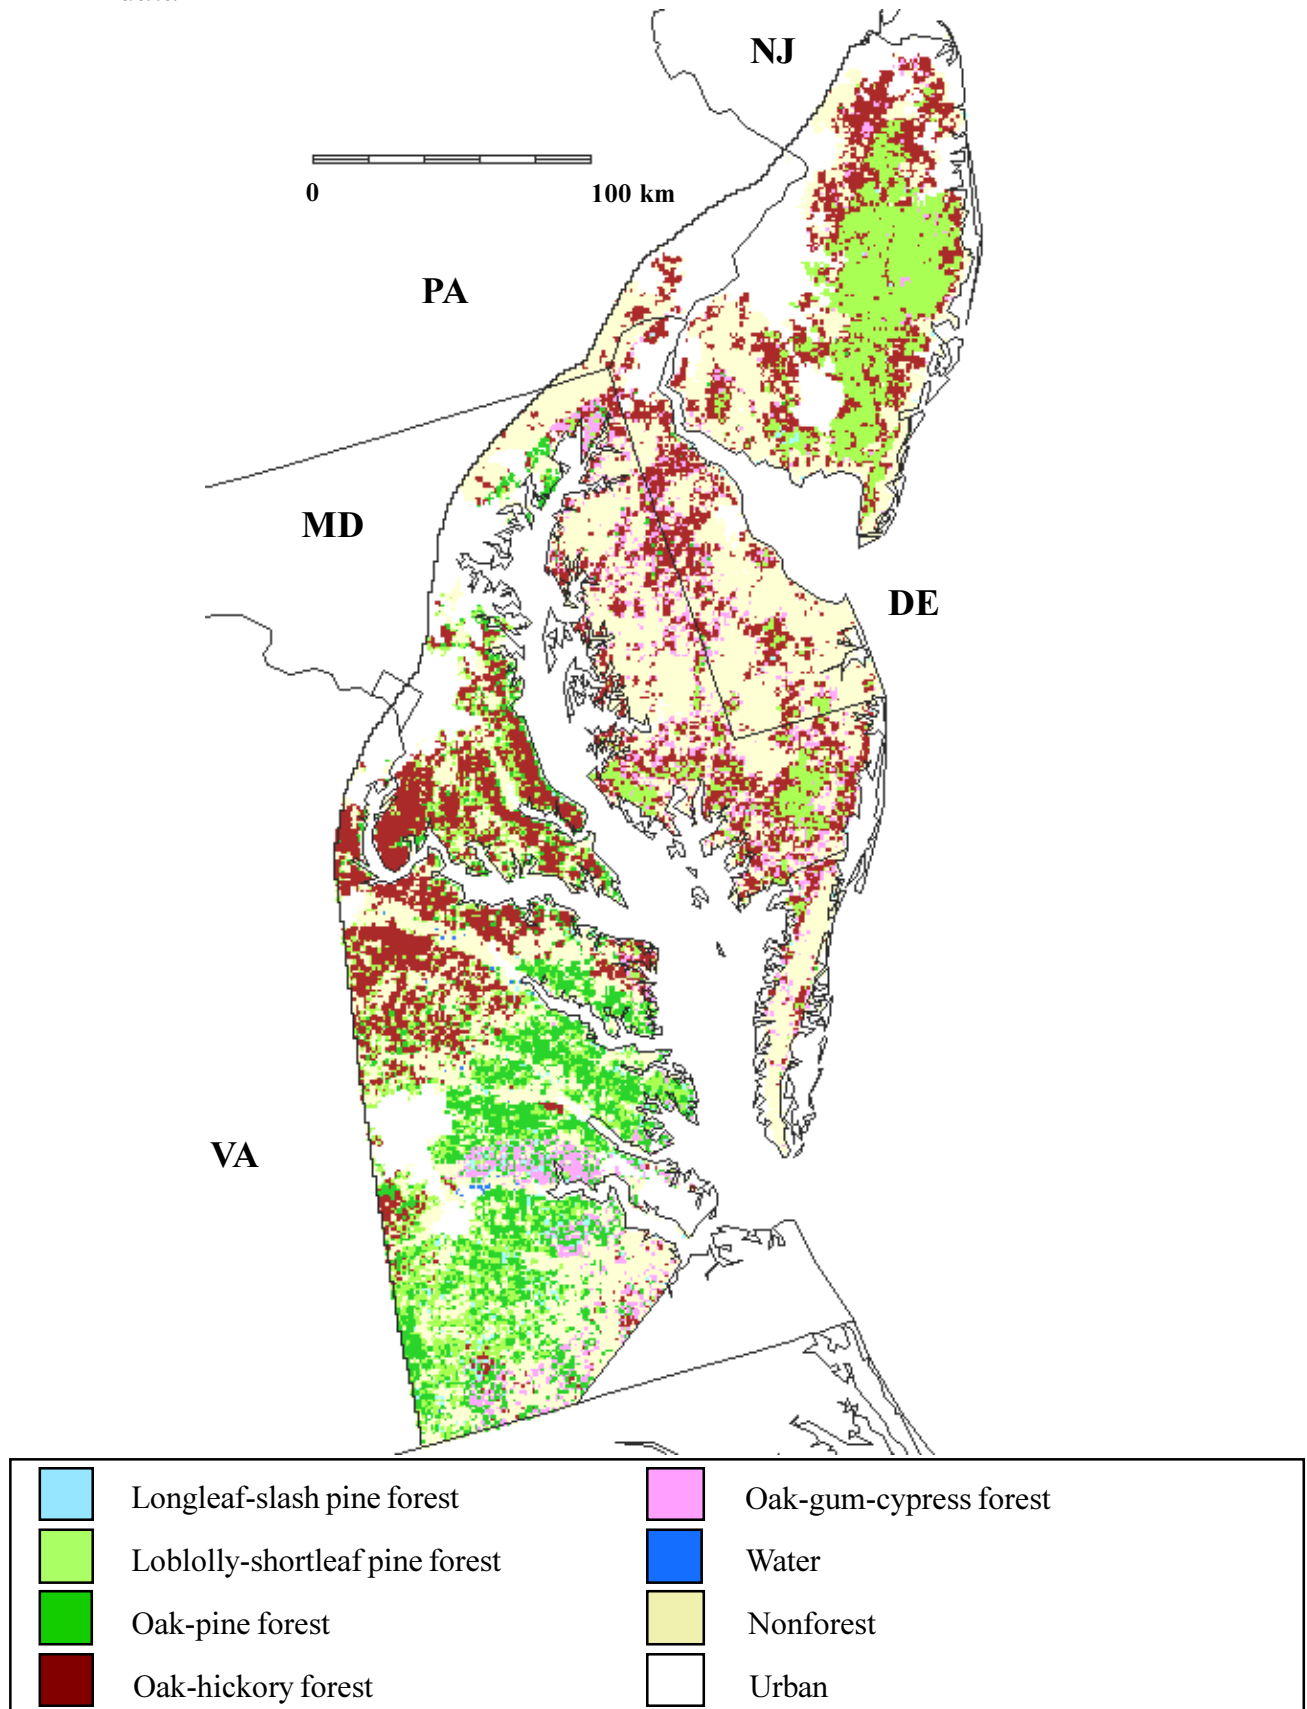 NJ
0 100 km
PA
MD
DE
VA
Longleaf-slash pine forest
Oak-gum-cypress forest
Loblolly-shortleaf pine forest
Water
Oak-pine forest
Nonforest
Oak-hickory forest
Urban